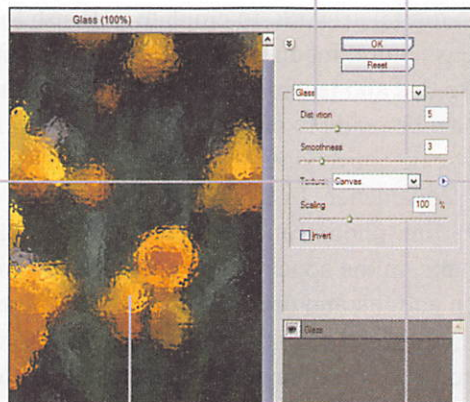 Glass (100%)
OK
Reset
Glass
Distortion 5
Smoothness 3
Texture: Canvas
Scaling 100 %
Invert
Glass